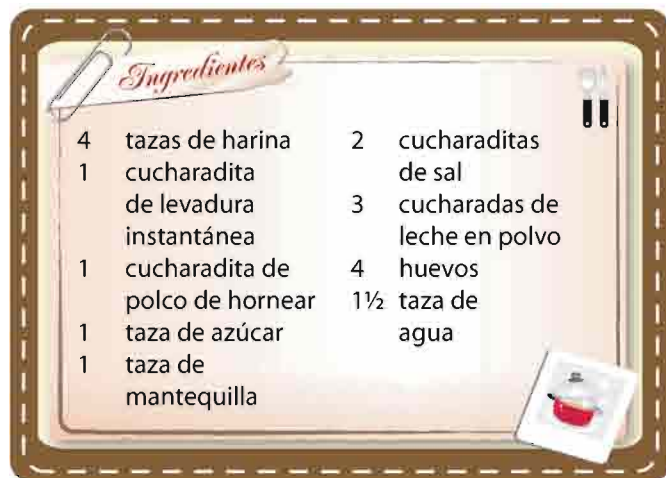 Ingredientes
4 tazas de harina
1 cucharadita
de levadura
instantánea
1 cucharadita de
polco de hornear
1 taza de azúcar
1 taza de
mantequilla
2 cucharaditas
de sal
3 cucharadas de
leche en polvo
4 huevos
1½ taza de
agua